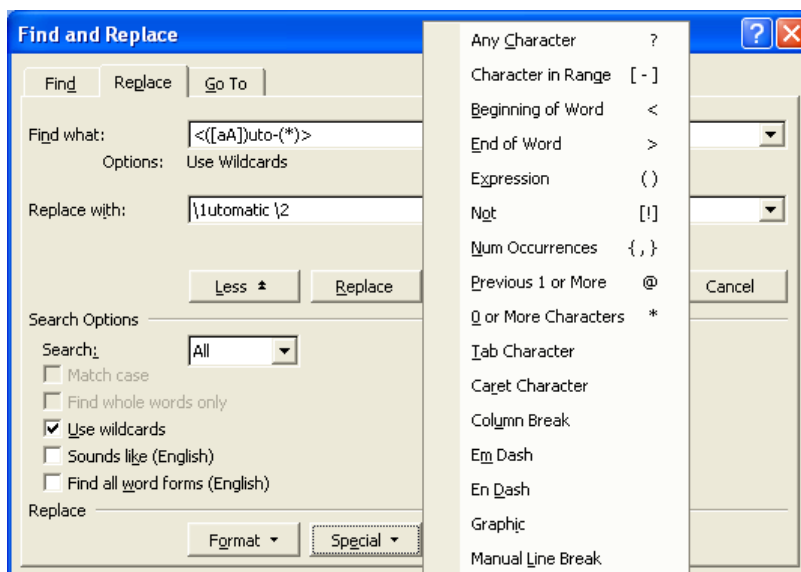 Find and Replace
?
Find
Replace
Go To
Find what:
<([aA])uto-(*)>
Options:
Use Wildcards
Replace with:
\1utomatic \2
Less
Replace
Cancel
Search Options
Search:
All
Match case
Find whole words only
Use wildcards
Sounds like (English)
Find all word forms (English)
Replace
Format
Special
Any Character ?
Character in Range [-]
Beginning of Word <
End of Word >
Expression ()
Not [!]
Num Occurrences {,}
Previous 1 or More @
0 or More Characters *
Tab Character
Caret Character
Column Break
Em Dash
En Dash
Graphic
Manual Line Break